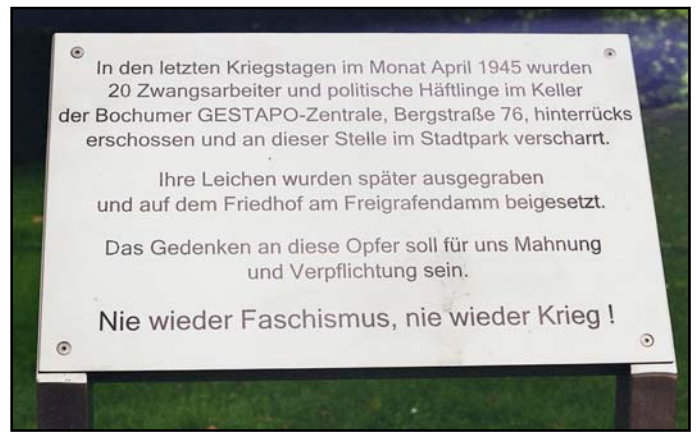 In den letzten Kriegstagen im Monat April 1945 wurden
20 Zwangsarbeiter und politische Häftlinge im Keller
der Bochumer GESTAPO-Zentrale, Bergstraße 76, hinterrücks
erschossen und an dieser Stelle im Stadtpark verscharrt.
Ihre Leichen wurden später ausgegraben
und auf dem Friedhof am Freigrafendamm beigesetzt.
Das Gedenken an diese Opfer soll für uns Mahnung
und Verpflichtung sein.
Nie wieder Faschismus, nie wieder Krieg !